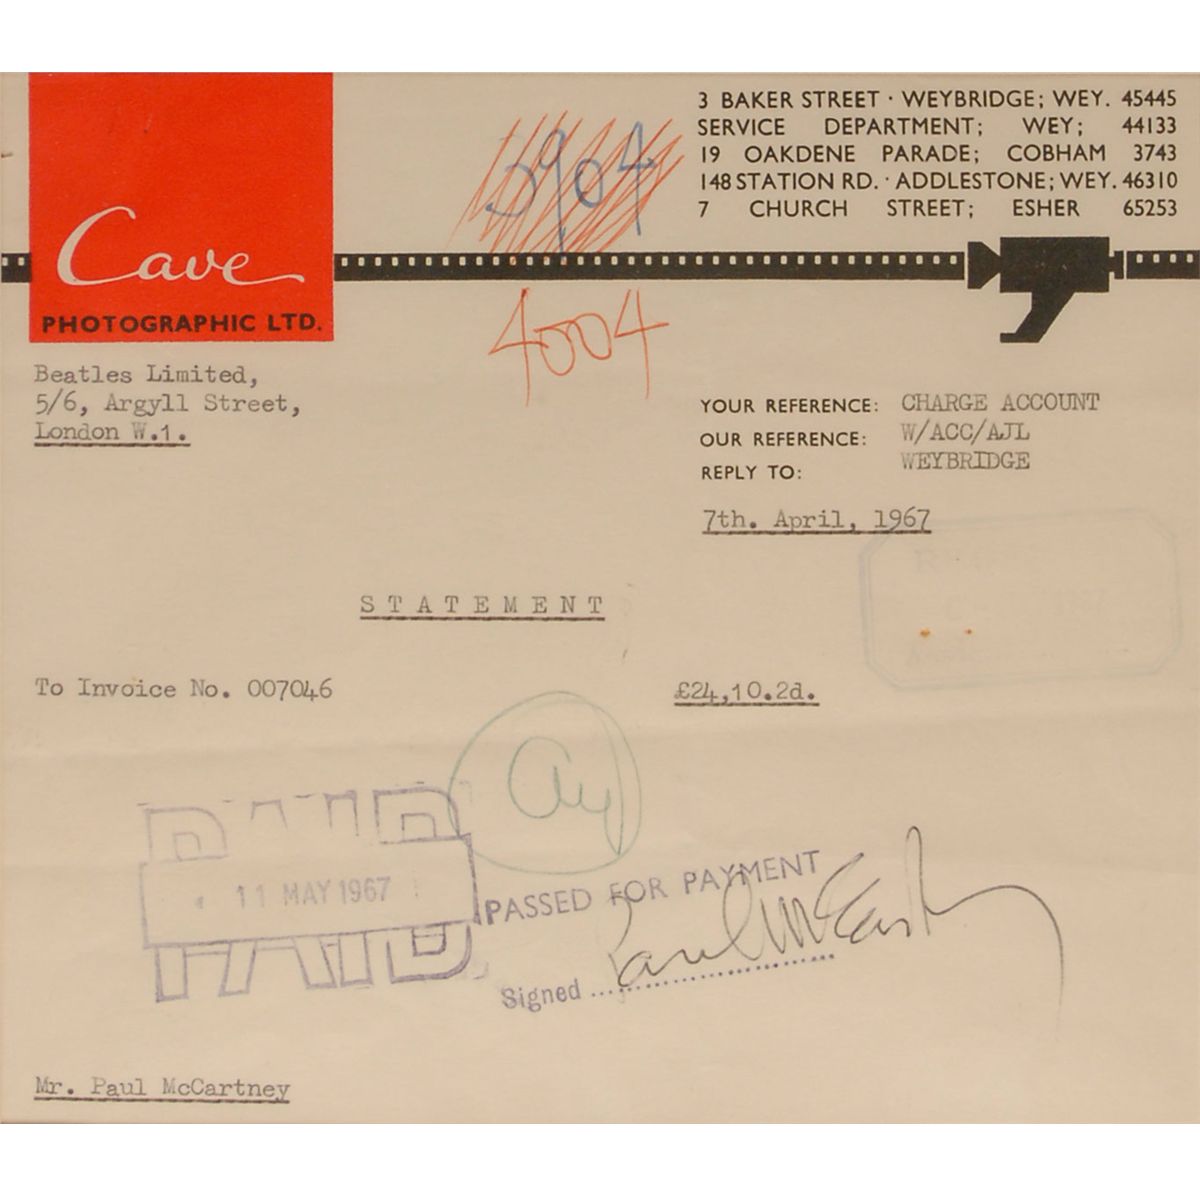 3 BAKER STREET · WEYBRIDGE; WEY. 45445
SERVICE DEPARTMENT; WEY; 44133
19 OAKDENE PARADE; COBHAM 3743
148 STATION RD. · ADDLESTONE; WEY. 46310
7 CHURCH STREET; ESHER 65253
3904
Cave
PHOTOGRAPHIC LTD.
4004
Beatles Limited,
5/6, Argyll Street,
London W.1.
YOUR REFERENCE: CHARGE ACCOUNT
OUR REFERENCE: W/ACC/AJL
REPLY TO: WEYBRIDGE
7th. April, 1967
STATEMENT
To Invoice No. 007046 £24,10.2d.
PAID
11 MAY 1967
PASSED FOR PAYMENT
Signed Paul McCartney
Mr. Paul McCartney